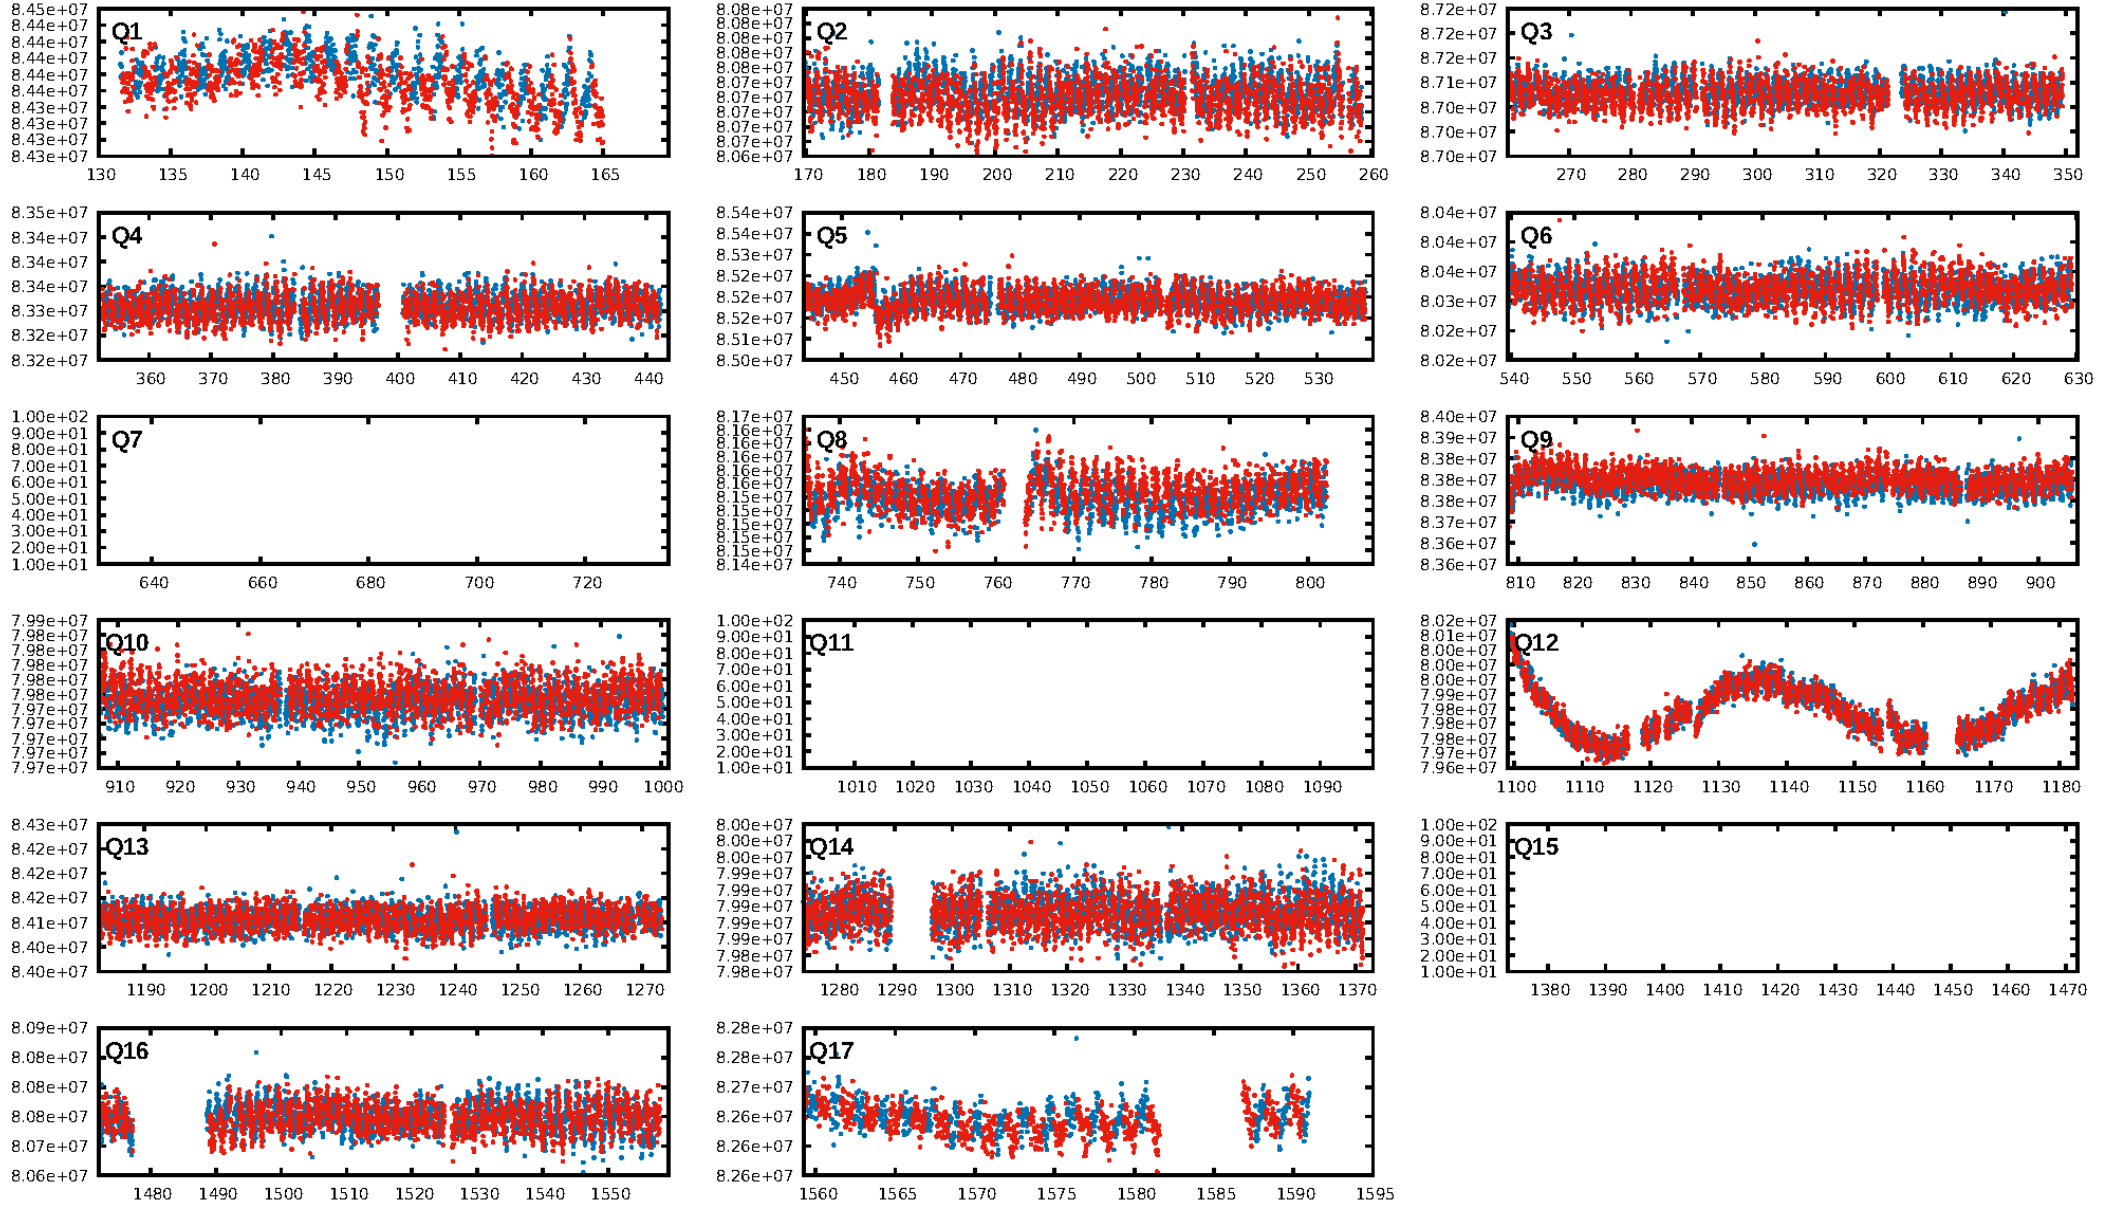 8.45e+07
8.44e+07
8.44e+07
8.44e+07
8.44e+07
8.44e+07
8.43e+07
8.43e+07
8.43e+07
8.43e+07
Q1
130 135 140 145 150 155 160 165
8.08e+07
8.08e+07
8.08e+07
8.08e+07
8.08e+07
8.07e+07
8.07e+07
8.07e+07
8.07e+07
8.07e+07
8.06e+07
Q2
170 180 190 200 210 220 230 240 250 260
8.72e+07
8.72e+07
8.72e+07
8.71e+07
8.70e+07
8.70e+07
8.70e+07
Q3
270 280 290 300 310 320 330 340 350
8.35e+07
8.34e+07
8.34e+07
8.34e+07
8.33e+07
8.32e+07
8.32e+07
Q4
360 370 380 390 400 410 420 430 440
8.54e+07
8.54e+07
8.53e+07
8.52e+07
8.52e+07
8.52e+07
8.51e+07
8.50e+07
Q5
450 460 470 480 490 500 510 520 530
8.04e+07
8.04e+07
8.04e+07
8.03e+07
8.02e+07
8.02e+07
Q6
540 550 560 570 580 590 600 610 620 630
1.00e+02
9.00e+01
8.00e+01
7.00e+01
6.00e+01
5.00e+01
4.00e+01
3.00e+01
2.00e+01
1.00e+01
Q7
640 660 680 700 720
8.17e+07
8.16e+07
8.16e+07
8.16e+07
8.16e+07
8.16e+07
8.15e+07
8.15e+07
8.15e+07
8.15e+07
8.15e+07
8.14e+07
Q8
740 750 760 770 780 790 800
8.40e+07
8.39e+07
8.38e+07
8.38e+07
8.38e+07
8.37e+07
8.36e+07
8.36e+07
Q9
810 820 830 840 850 860 870 880 890 900
7.99e+07
7.98e+07
7.98e+07
7.98e+07
7.98e+07
7.98e+07
7.97e+07
7.97e+07
7.97e+07
7.97e+07
7.97e+07
Q10
910 920 930 940 950 960 970 980 990 1000
1.00e+02
9.00e+01
8.00e+01
7.00e+01
6.00e+01
5.00e+01
4.00e+01
3.00e+01
2.00e+01
1.00e+01
Q11
1010 1020 1030 1040 1050 1060 1070 1080 1090
8.02e+07
8.01e+07
8.00e+07
8.00e+07
8.00e+07
7.99e+07
7.99e+07
7.98e+07
7.98e+07
7.97e+07
7.96e+07
Q12
1100 1110 1120 1130 1140 1150 1160 1170 1180
8.43e+07
8.42e+07
8.42e+07
8.42e+07
8.41e+07
8.40e+07
8.40e+07
Q13
1190 1200 1210 1220 1230 1240 1250 1260 1270
8.00e+07
8.00e+07
8.00e+07
7.99e+07
7.99e+07
7.99e+07
7.99e+07
7.99e+07
7.98e+07
7.98e+07
Q14
1280 1290 1300 1310 1320 1330 1340 1350 1360 1370
1.00e+02
9.00e+01
8.00e+01
7.00e+01
6.00e+01
5.00e+01
4.00e+01
3.00e+01
2.00e+01
1.00e+01
Q15
1380 1390 1400 1410 1420 1430 1440 1450 1460 1470
8.09e+07
8.08e+07
8.08e+07
8.08e+07
8.07e+07
8.06e+07
Q16
1480 1490 1500 1510 1520 1530 1540 1550
8.28e+07
8.28e+07
8.27e+07
8.26e+07
8.26e+07
8.26e+07
Q17
1560 1565 1570 1575 1580 1585 1590 1595